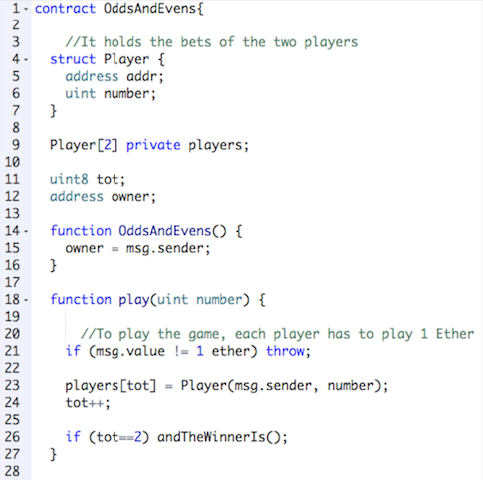 1 contract OddsAndEvens{
2
3 //It holds the bets of the two players
4 struct Player {
5 address addr;
6 uint number;
7 }
8
9 Player[2] private players;
10
11 uint8 tot;
12 address owner;
13
14 function OddsAndEvens() {
15 owner = msg.sender;
16 }
17
18 function play(uint number) {
19
20 //To play the game, each player has to play 1 Ether
21 if (msg.value != 1 ether) throw;
22
23 players[tot] = Player(msg.sender, number);
24 tot++;
25
26 if (tot==2) andTheWinnerIs();
27 }
28